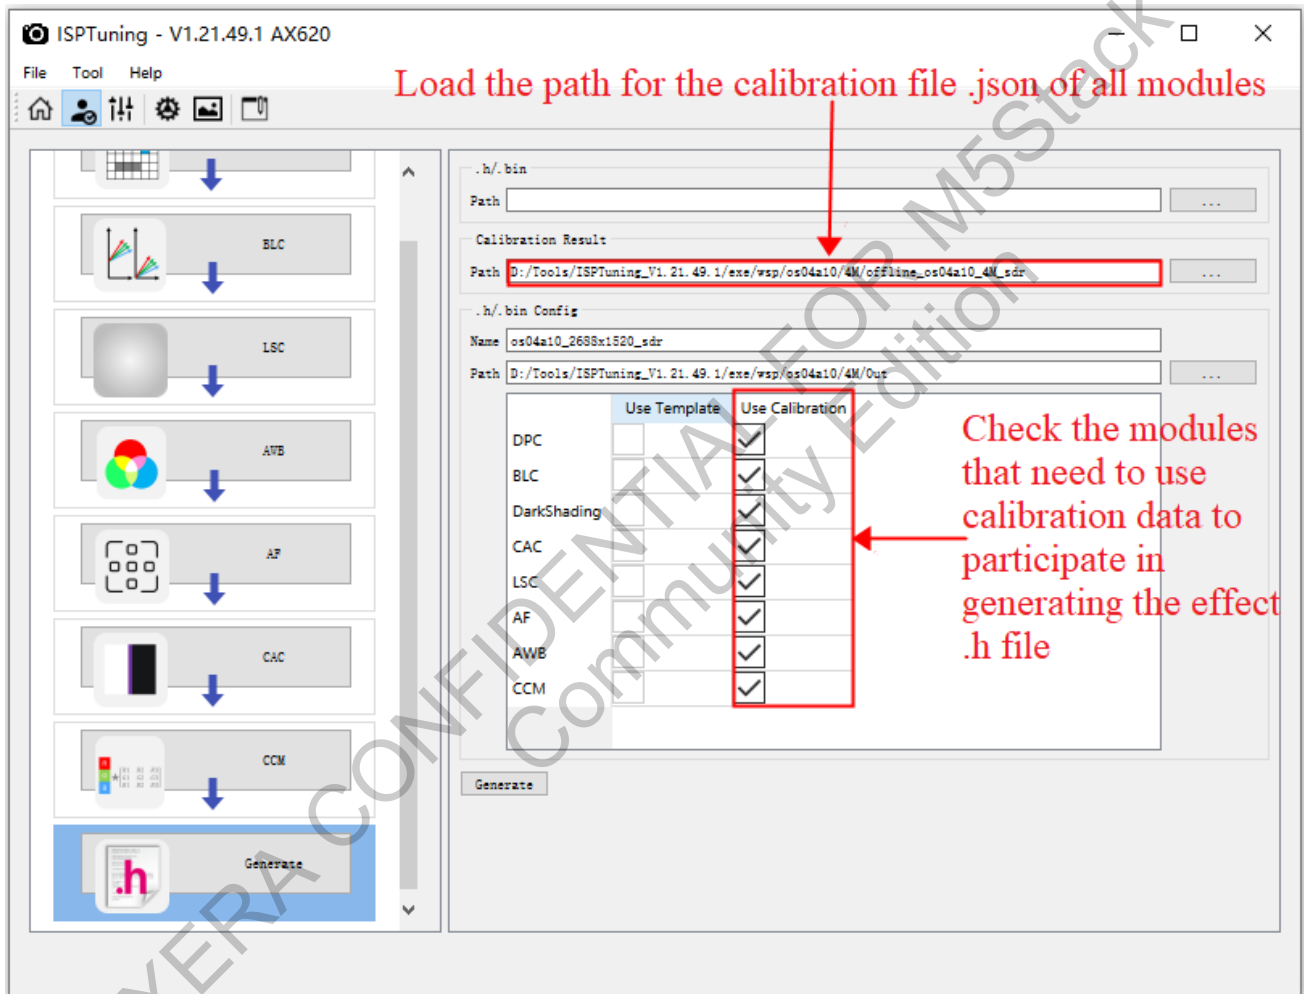 ISPTuning - V1.21.49.1 AX620
File Tool Help
Load the path for the calibration file .json of all modules
BLC
LSC
AWB
AF
CAC
CCM
Generate
.h
.h/.bin
Path
...
Calibration Result
Path D:/Tools/ISPTuning_V1.21.49.1/exe/wsp/os04a10/4M/offline_os04a10_4M_sdr
...
.h/.bin Config
Name os04a10_2688x1520_sdr
Path D:/Tools/ISPTuning_V1.21.49.1/exe/wsp/os04a10/4M/Out
...
Use Template Use Calibration
DPC
BLC
DarkShading
CAC
LSC
AF
AWB
CCM
Check the modules
that need to use
calibration data to
participate in
generating the effect
.h file
Generate
XERA CONFIDENTIAL FOR M5Stack
Community Edition